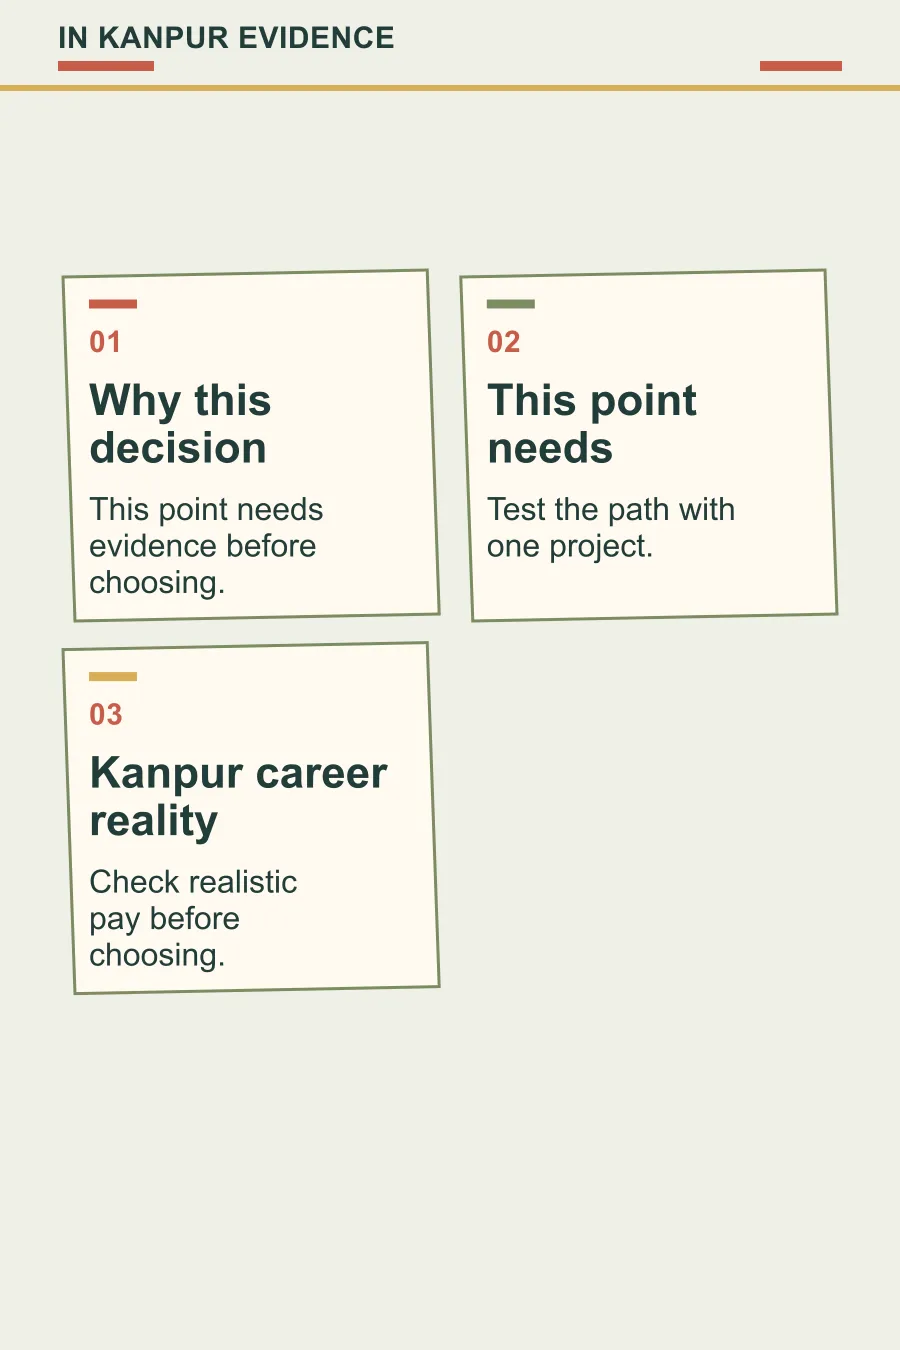 IN KANPUR EVIDENCE
01
Why this
decision
This point needs
evidence before
choosing.
02
This point
needs
Test the path with
one project.
03
Kanpur career
reality
Check realistic
pay before
choosing.